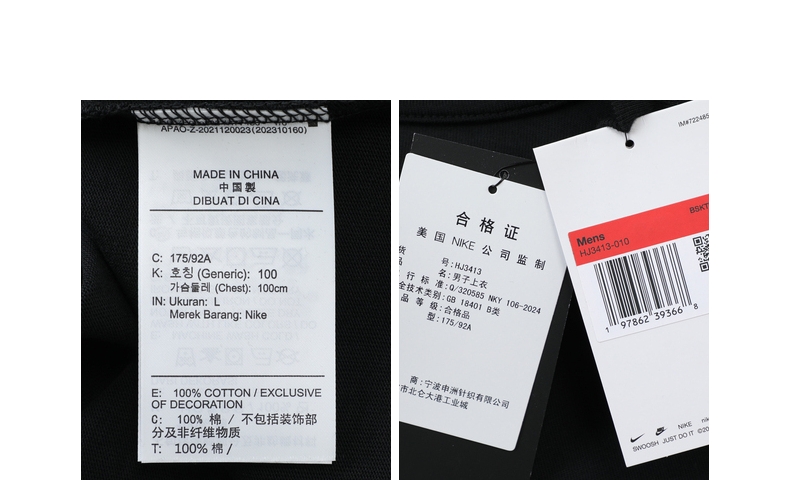 APAO-Z-2021120023(202310160)
MADE IN CHINA
中国製
DIBUAT DI CINA
C: 175/92A
K: 호칭 (Generic): 100
가슴둘레 (Chest): 100cm
IN: Ukuran: L
Merek Barang: Nike
E: 100% COTTON / EXCLUSIVE
OF DECORATION
C: 100% 棉 / 不包括装饰部
分及非纤维物质
T: 100% 棉 /
合格证
美国 NIKE 公司监制
货 号:HJ3413
名:男子上衣
行标准:Q/320585 NKY 106-2024
全技术类别:GB 18401 B类
品等级:合格品
型:175/92A
商:宁波申洲针织有限公司
市北仑大港工业城
IM#722485
BSKT
Mens
HJ3413-010
1 97862 39366 8
NIKE
SWOOSH JUST DO IT ©20